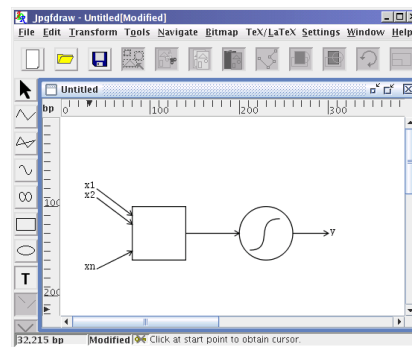 Jpgfdraw - Untitled[Modified]
File Edit Transform Tools Navigate Bitmap TeX/LaTeX Settings Window Help
Untitled
bp 0 100 200 300
100
200
x1
x2
xn
y
T
32,215 bp Modified Click at start point to obtain cursor.